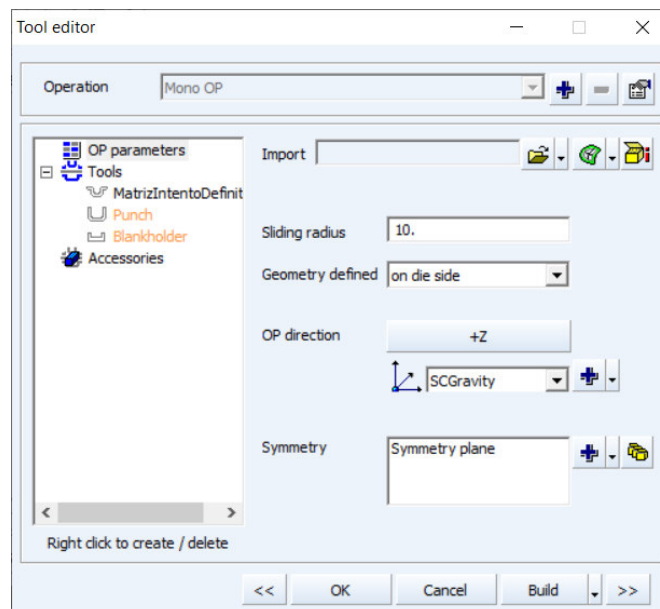 Tool editor
Operation Mono OP
OP parameters
Tools
MatrizIntentoDefinit
Punch
Blankholder
Accessories
Right click to create / delete
Import
Sliding radius 10.
Geometry defined on die side
OP direction +Z
SCGravity
Symmetry Symmetry plane
<< OK Cancel Build >>